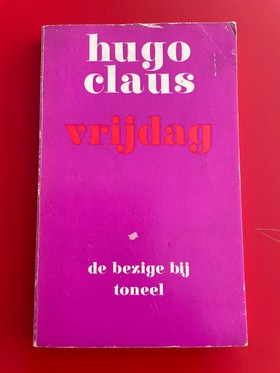 hugo
claus
vrijdag
de bezige bij
toneel